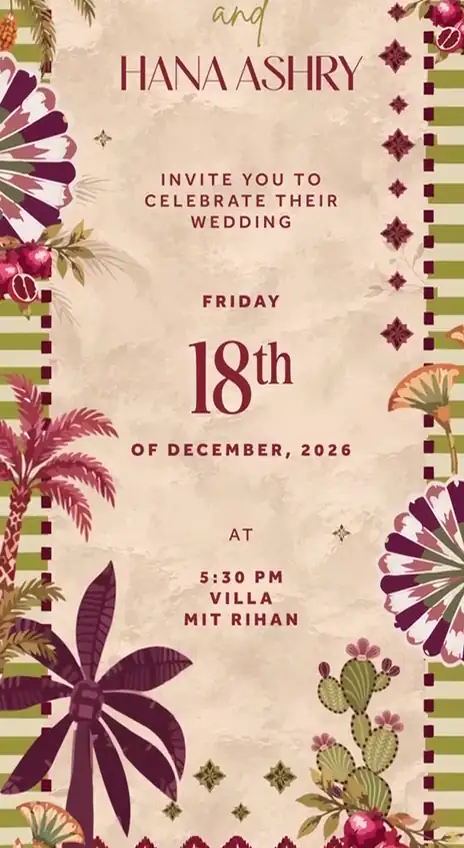 and
HANA ASHRY
INVITE YOU TO
CELEBRATE THEIR
WEDDING
FRIDAY
18th
OF DECEMBER, 2026
AT
5:30 PM
VILLA
MIT RIHAN